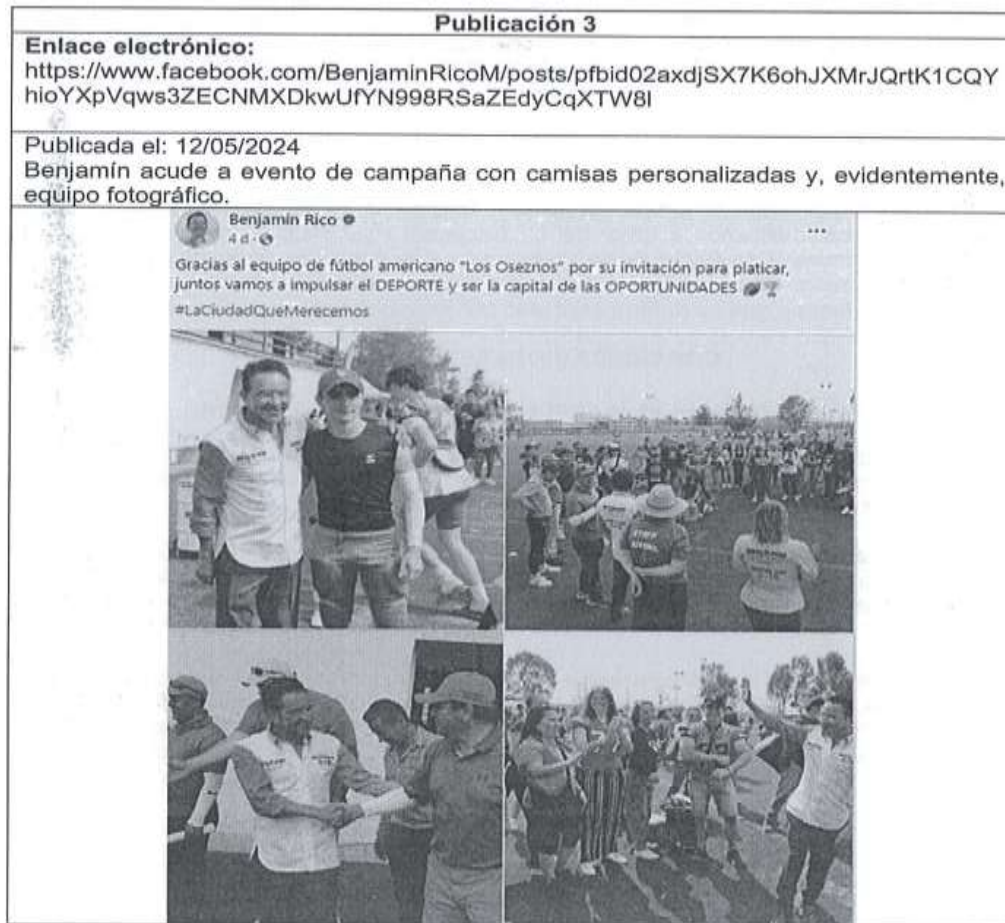 Publicación 3
Enlace electrónico:
https://www.facebook.com/BenjaminRicoM/posts/pfbid02axdjSX7K6ohJXMrJQrtK1CQY
hioYXpVqws3ZECNMXDkwUfYN998RSaZEdyCqXTW8l
Publicada el: 12/05/2024
Benjamín acude a evento de campaña con camisas personalizadas y, evidentemente,
equipo fotográfico.
Benjamín Rico
4 d
Gracias al equipo de fútbol americano "Los Oseznos" por su invitación para platicar,
juntos vamos a impulsar el DEPORTE y ser la capital de las OPORTUNIDADES
#LaCiudadQueMerecemos
STAFF